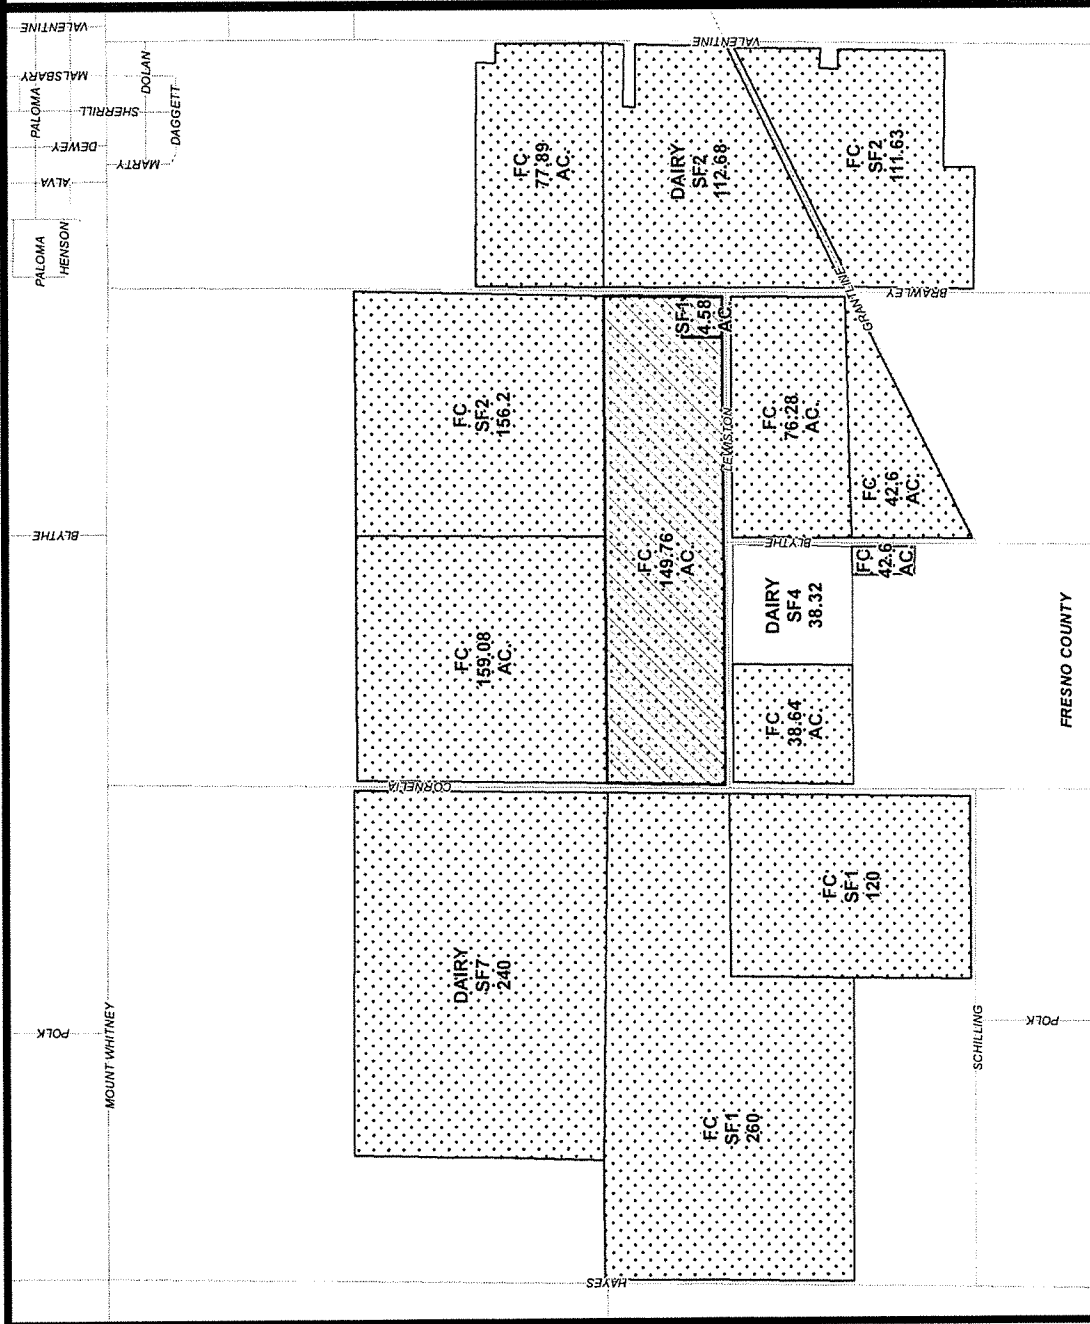 POLK
BLYTHE
PALOMA
HENSON
ALVA
DEWEY
PALOMA
MALSBARY
VALENTINE
MARTY
SHERRILL
DOLAN
DAGGETT
MOUNT WHITNEY
DAIRY
SF7
240
CORNELIA
FC
159.08
AC.
FC
SF2
156.2
FC
77.89
AC.
VALENTINE
HAYES
FC
SF1
260
FC
149.76
AC.
SF1
4.58
AC.
DAIRY
SF2
112.68
LEWISTON
FC
SF1
120
FC
38.64
AC.
DAIRY
SF4
38.32
BLYTHE
FC
76.28
AC.
GRANTLINE
BRAWLEY
FC
SF2
111.63
FC
42.6
AC.
FC
42.6
AC.
SCHILLING
POLK
FRESNO COUNTY